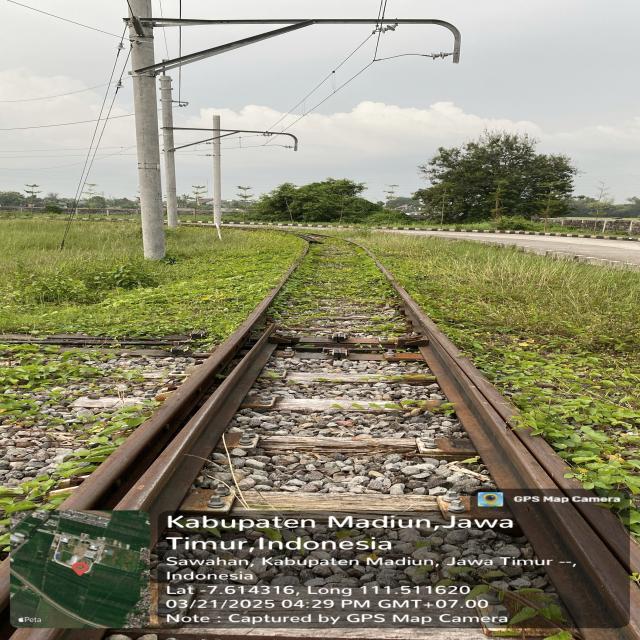 GPS Map Camera
Kabupaten Madiun,Jawa
Timur,Indonesia
Sawahan, Kabupaten Madiun, Jawa Timur --,
Indonesia
Lat -7.614316, Long 111.511620
03/21/2025 04:29 PM GMT+07.00
Note : Captured by GPS Map Camera
Peta